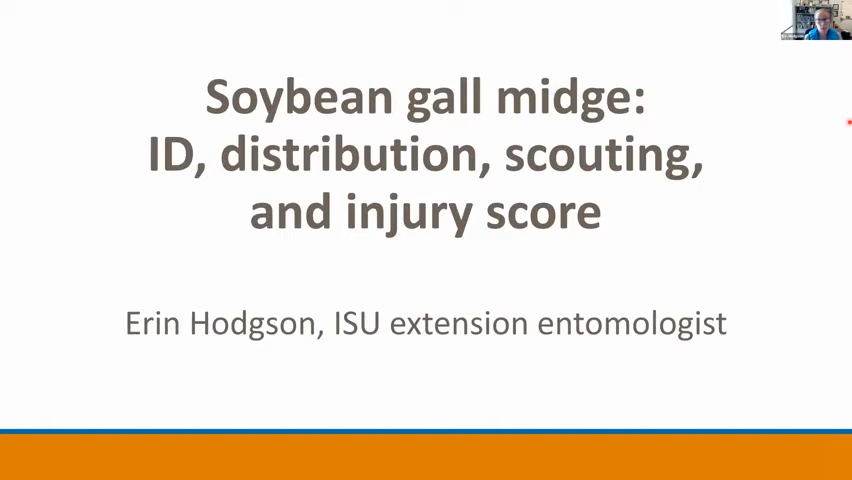 Soybean gall midge:
ID, distribution, scouting,
and injury score
Erin Hodgson, ISU extension entomologist